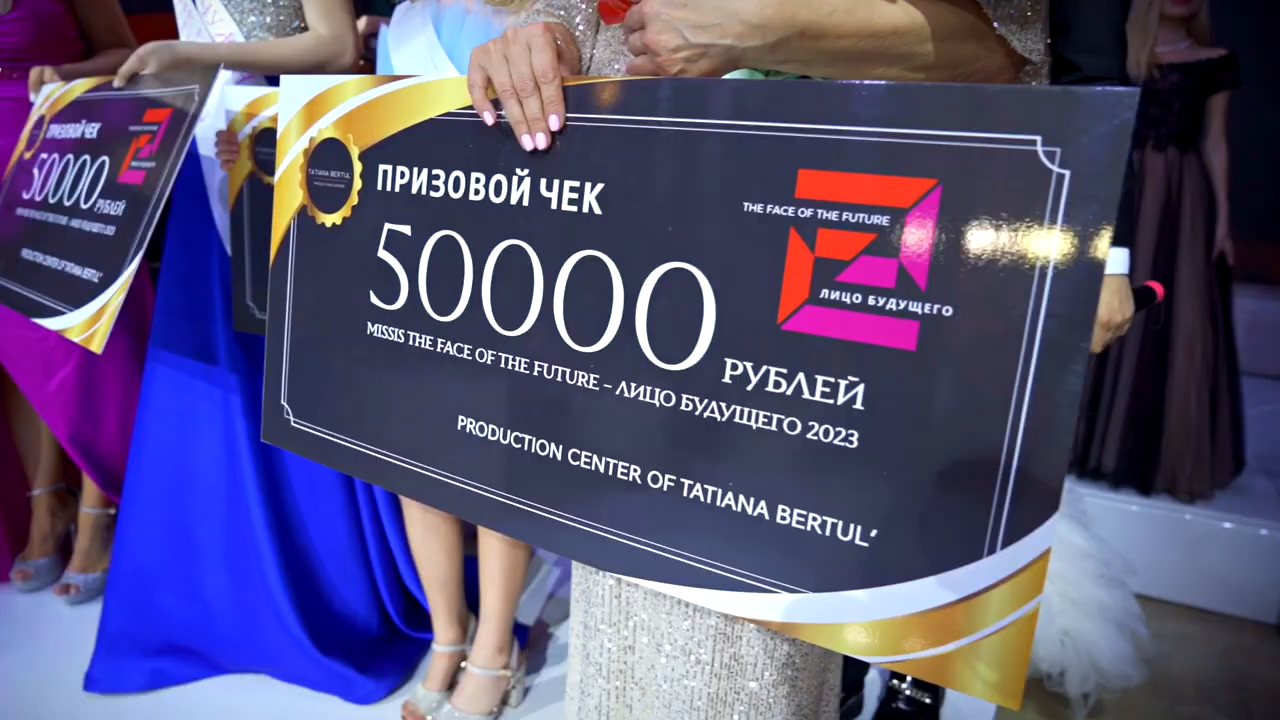 ПРИЗОВОЙ ЧЕК
50000
РУБЛЕЙ
PRODUCTION CENTER OF TATIANA BERTUL'
TATIANA BERTUL
ПРИЗОВОЙ ЧЕК
THE FACE OF THE FUTURE
ЛИЦО БУДУЩЕГО
50000
РУБЛЕЙ
MISSIS THE FACE OF THE FUTURE – ЛИЦО БУДУЩЕГО 2023
PRODUCTION CENTER OF TATIANA BERTUL'